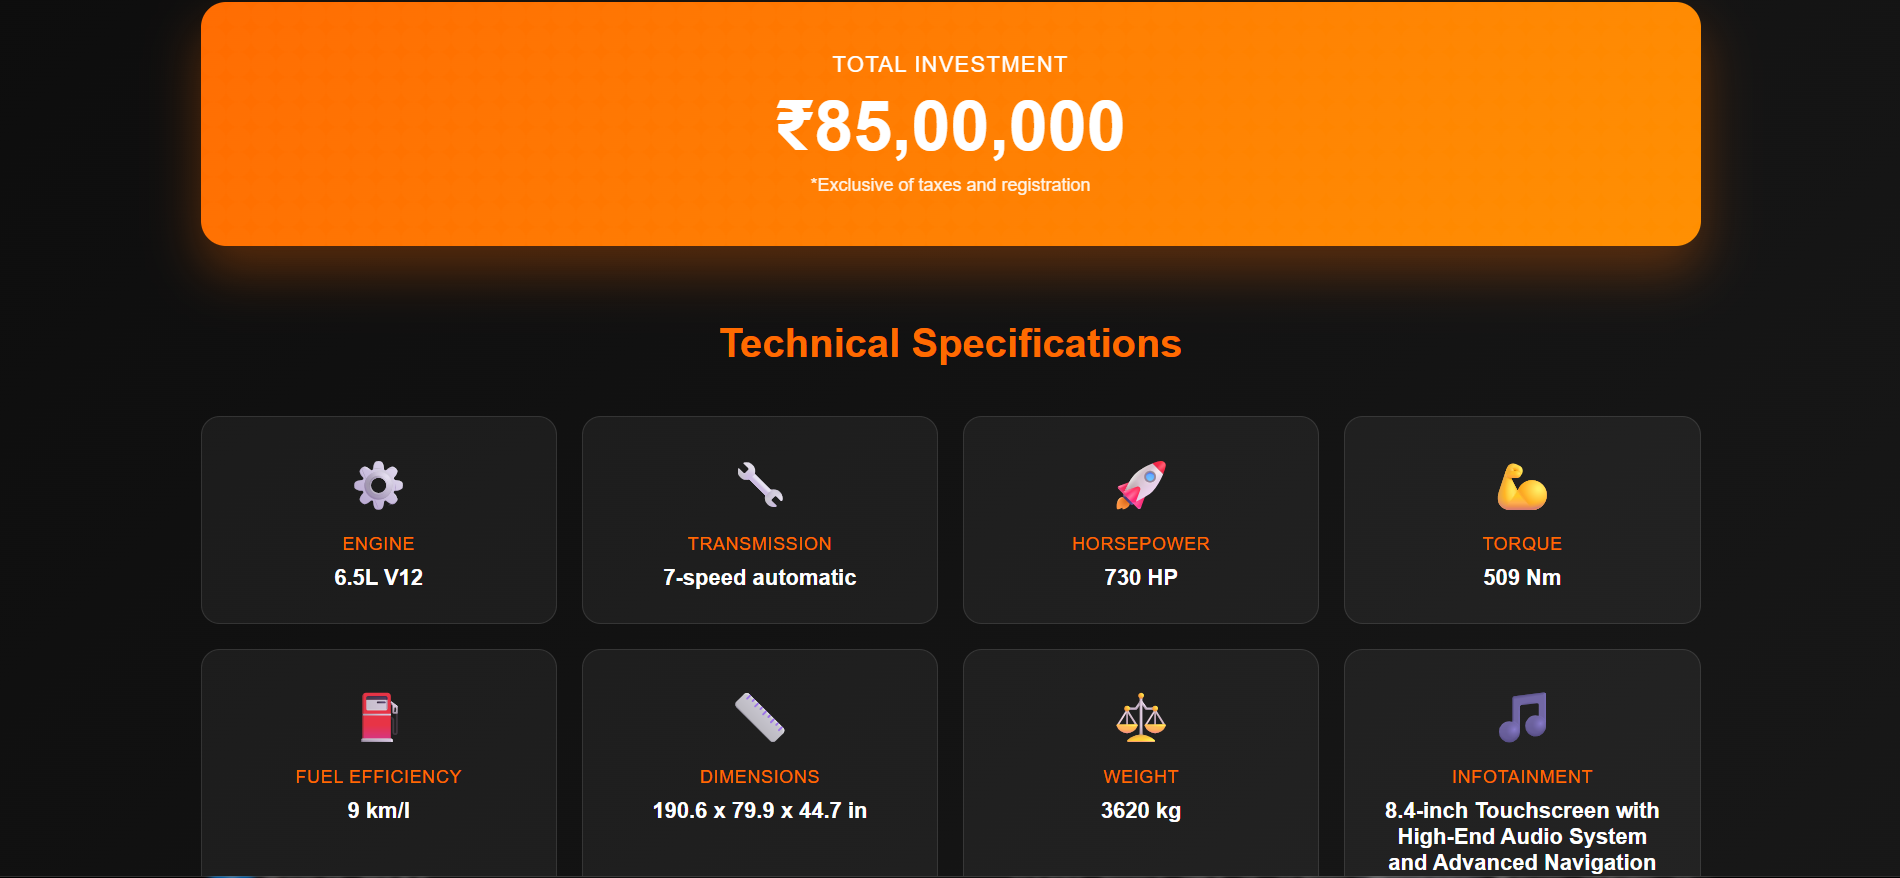 TOTAL INVESTMENT
₹85,00,000
*Exclusive of taxes and registration
Technical Specifications
ENGINE
6.5L V12
TRANSMISSION
7-speed automatic
HORSEPOWER
730 HP
TORQUE
509 Nm
FUEL EFFICIENCY
9 km/l
DIMENSIONS
190.6 x 79.9 x 44.7 in
WEIGHT
3620 kg
INFOTAINMENT
8.4-inch Touchscreen with
High-End Audio System
and Advanced Navigation